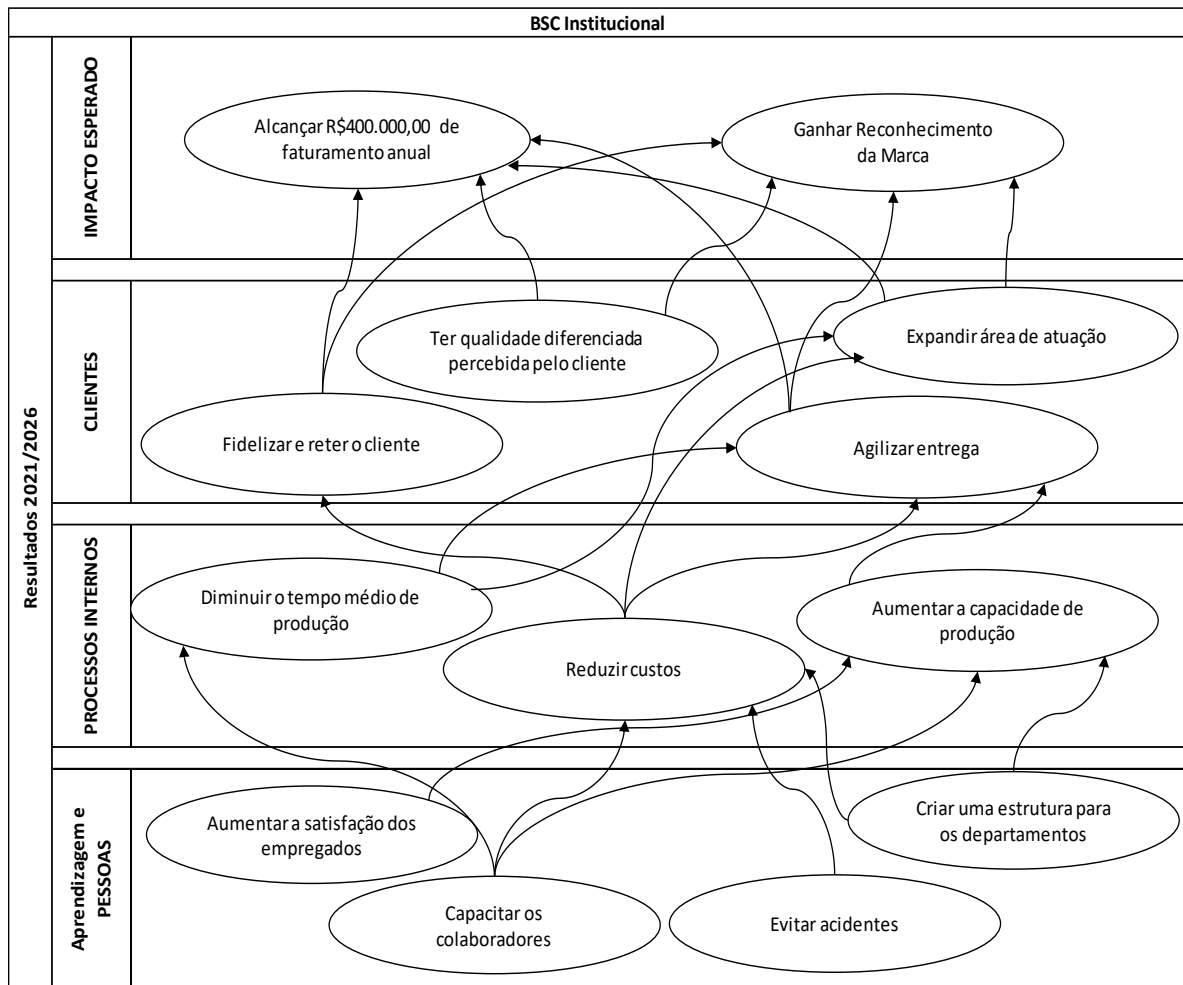 BSC Institucional
Resultados 2021/2026
IMPACTO ESPERADO
Alcançar R$400.000,00 de
faturamento anual
Ganhar Reconhecimento
da Marca
CLIENTES
Ter qualidade diferenciada
percebida pelo cliente
Expandir área de atuação
Fidelizar e reter o cliente
Agilizar entrega
PROCESSOS INTERNOS
Diminuir o tempo médio de
produção
Aumentar a capacidade de
produção
Reduzir custos
Aprendizagem e
PESSOAS
Aumentar a satisfação dos
empregados
Criar uma estrutura para
os departamentos
Capacitar os
colaboradores
Evitar acidentes